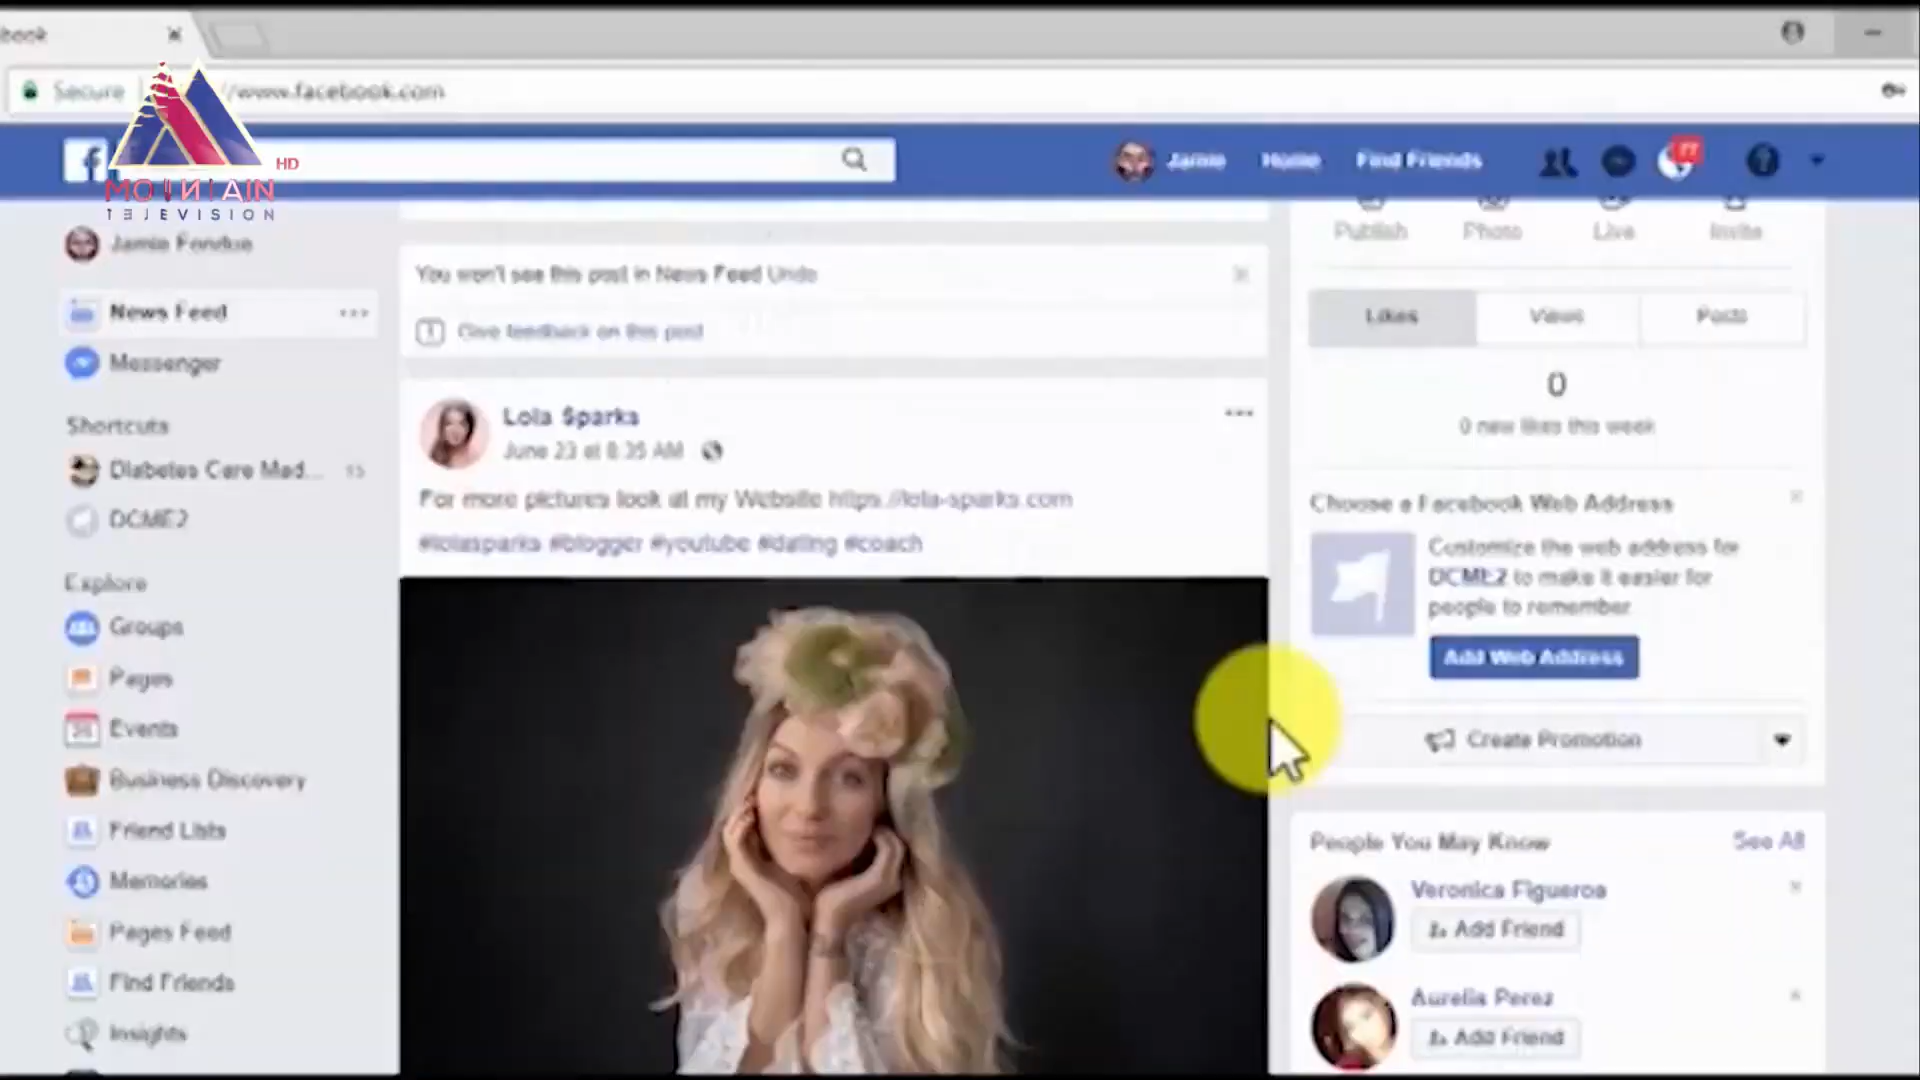 book
Secure
//www.facebook.com
HD
MOUNTAIN
TELEVISION
Jamie
Home
Find Friends
77
Jamie Fondue
News Feed
Messenger
Shortcuts
Diabetes Care Mad... 15
DCME2
Explore
Groups
Pages
Events
Business Discovery
Friend Lists
Memories
Pages Feed
Find Friends
Insights
You won't see this post in News Feed Undo
Give feedback on this post
Lola Sparks
June 23 at 8:35 AM
For more pictures look at my Website https://lola-sparks.com
#lolasparks #blogger #youtube #dating #coach
Publish Photo Live Invite
Likes Views Posts
0
0 new likes this week
Choose a Facebook Web Address
Customize the web address for
DCME2 to make it easier for
people to remember.
Add Web Address
Create Promotion
People You May Know
See All
Veronica Figueroa
Add Friend
Aurelia Perez
Add Friend